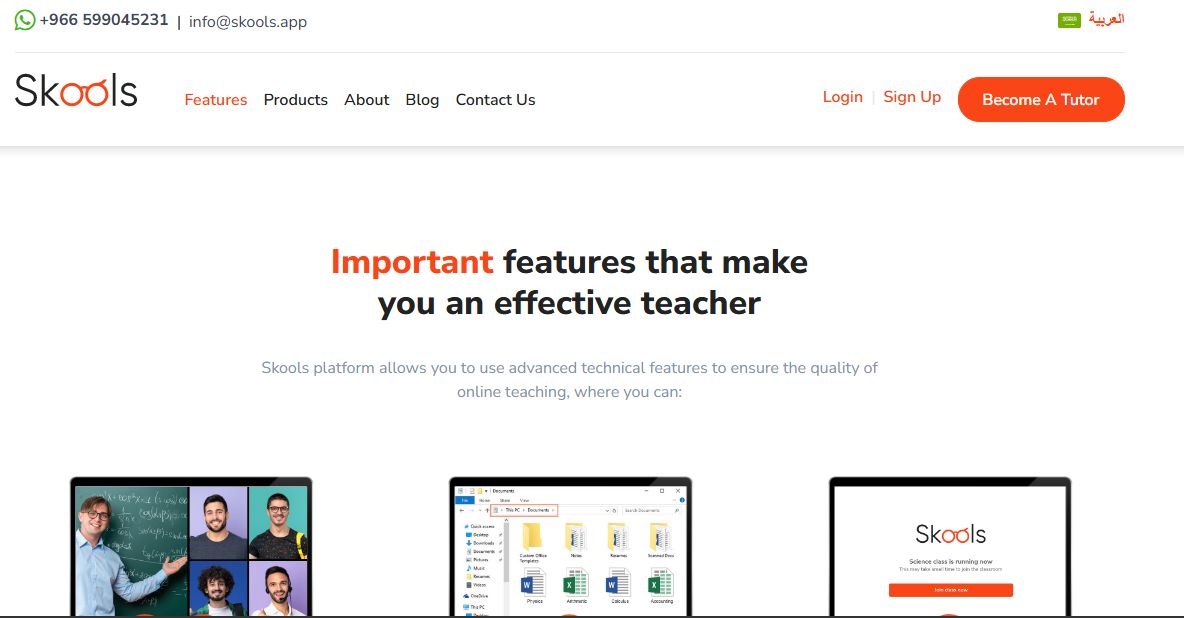 +966 599045231 | info@skools.app
العربية
Skools
Features Products About Blog Contact Us
Login | Sign Up
Become A Tutor
Important features that make
you an effective teacher
Skools platform allows you to use advanced technical features to ensure the quality of
online teaching, where you can:
Documents
File Home Share View
This PC > Documents >
Search Documents
Quick access
Desktop
Downloads
Documents
Pictures
Music
Resumes
Videos
OneDrive
This PC
Desktop
Custom Office
Templates
Notes
Resumes
Scanned Docs
Physics
Arithmetic
Calculus
Accounting
Skools
Science class is running now
This may take small time to join the classroom
Join class now